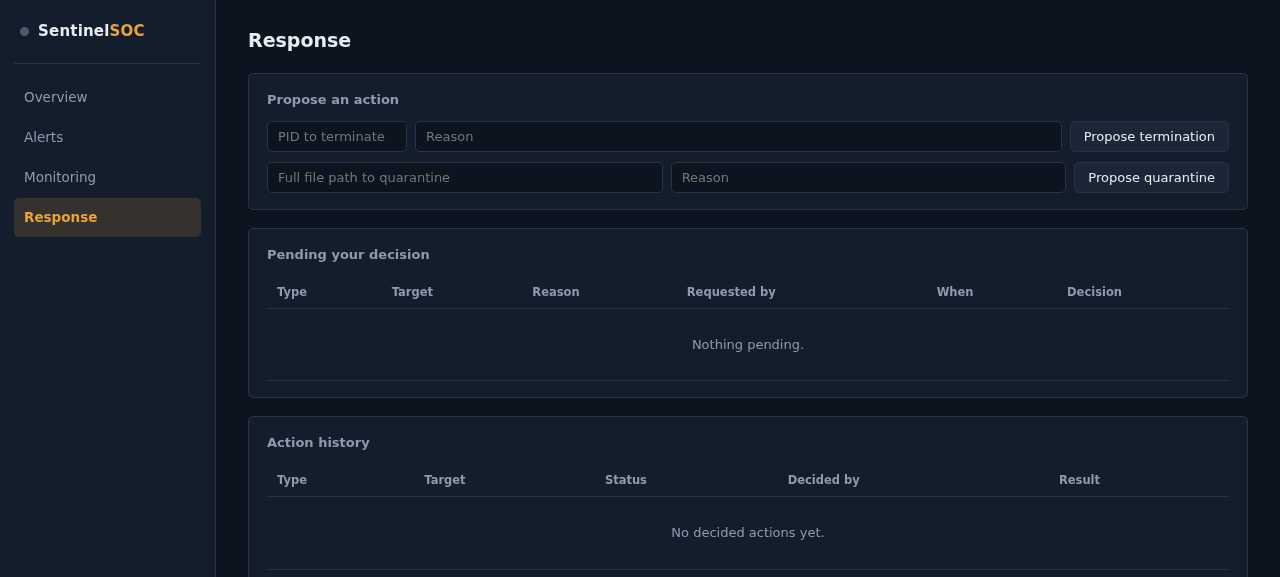 SentinelSOC
Overview
Alerts
Monitoring
Response
Response
Propose an action
PID to terminate Reason Propose termination
Full file path to quarantine Reason Propose quarantine
Pending your decision
Type Target Reason Requested by When Decision
Nothing pending.
Action history
Type Target Status Decided by Result
No decided actions yet.